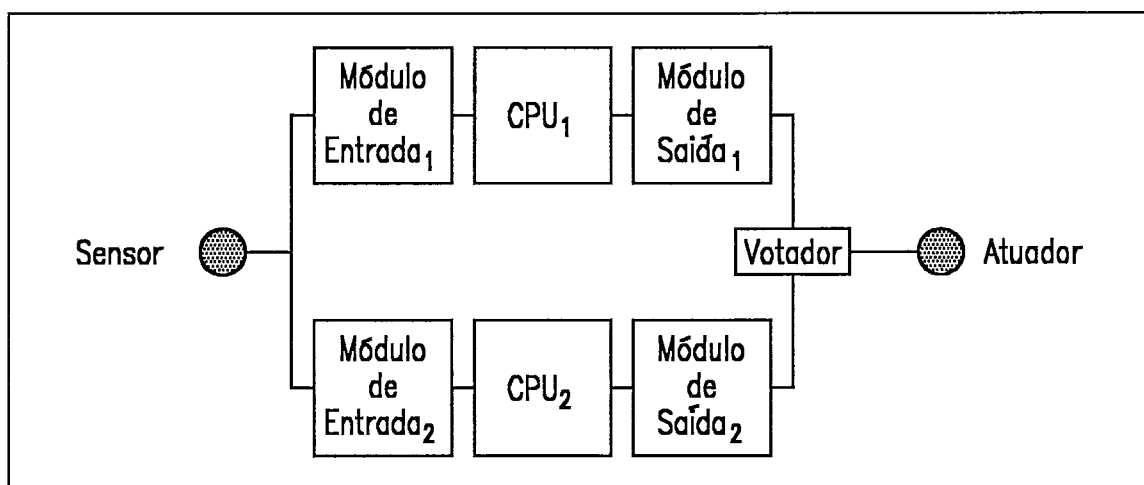 Módulo
de
Entrada₁
CPU₁
Módulo
de
Saída₁
Sensor
Votador
Atuador
Módulo
de
Entrada₂
CPU₂
Módulo
de
Saída₂